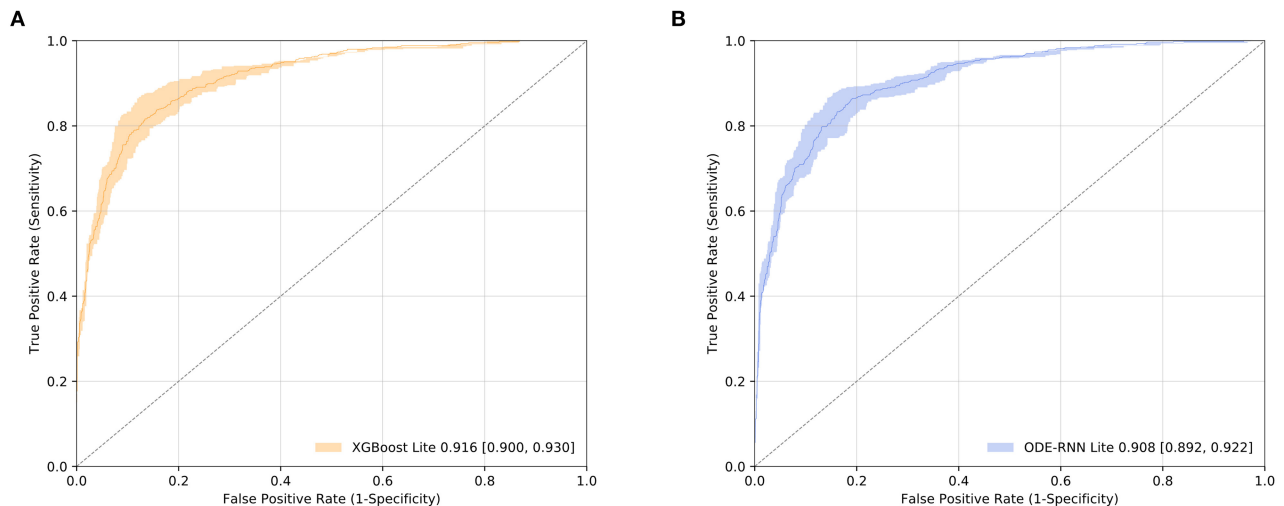 A
1.0
0.8
0.6
0.4
0.2
0.0
True Positive Rate (Sensitivity)
XGBoost Lite 0.916 [0.900, 0.930]
0.0 0.2 0.4 0.6 0.8 1.0
False Positive Rate (1-Specificity)
B
1.0
0.8
0.6
0.4
0.2
0.0
True Positive Rate (Sensitivity)
ODE-RNN Lite 0.908 [0.892, 0.922]
0.0 0.2 0.4 0.6 0.8 1.0
False Positive Rate (1-Specificity)